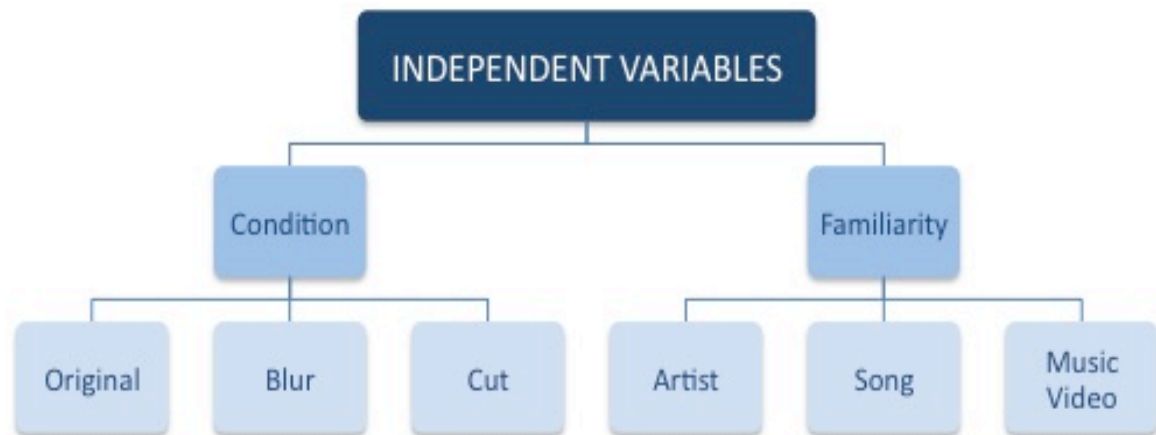 INDEPENDENT VARIABLES
Condition
Familiarity
Original
Blur
Cut
Artist
Song
Music
Video